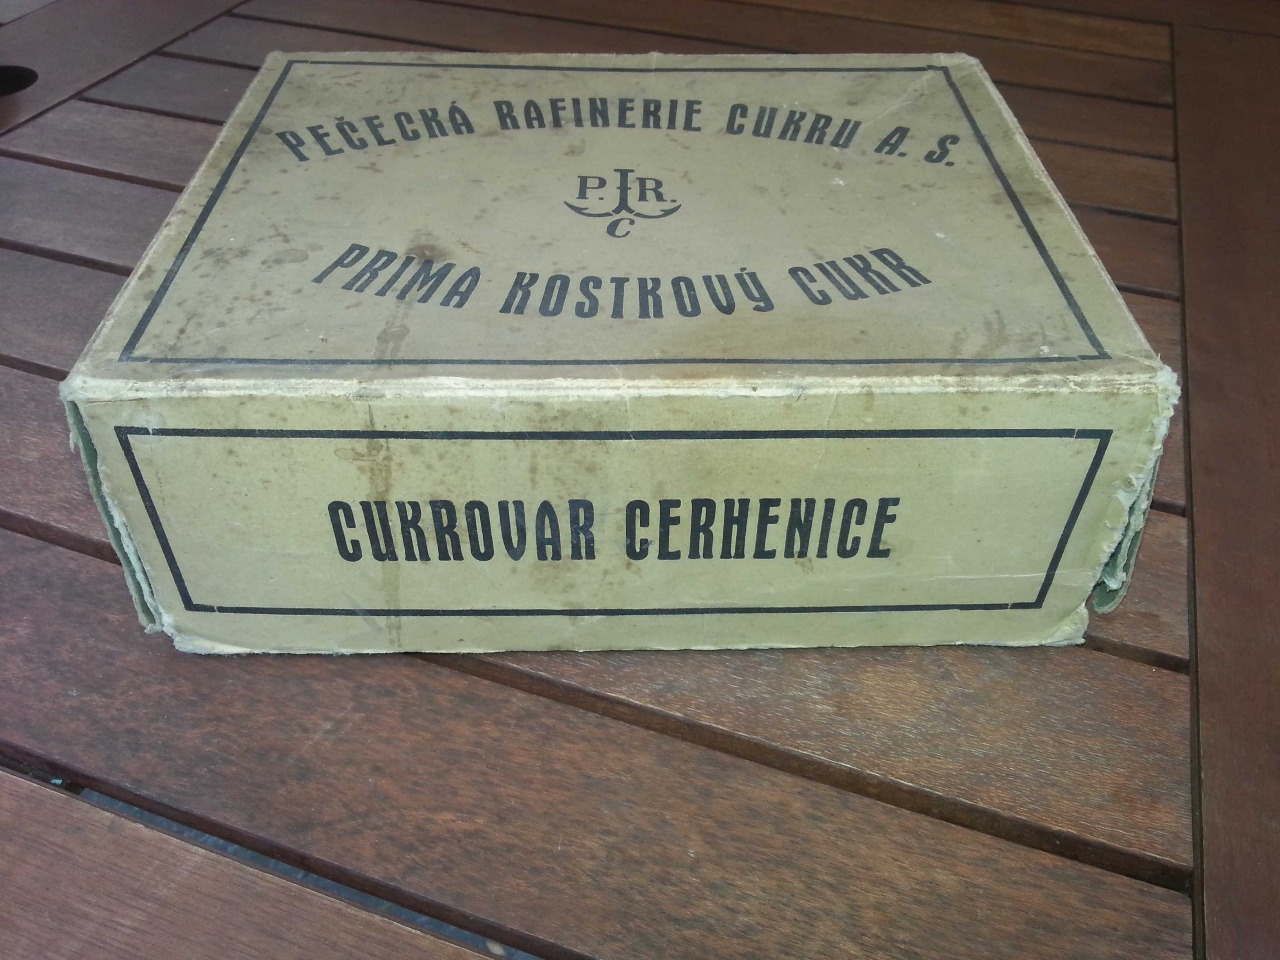 PEČECKÁ RAFINERIE CUKRU A. S.
P. R.
C
PRIMA KOSTKOVÝ CUKR
CUKROVAR CERHENICE